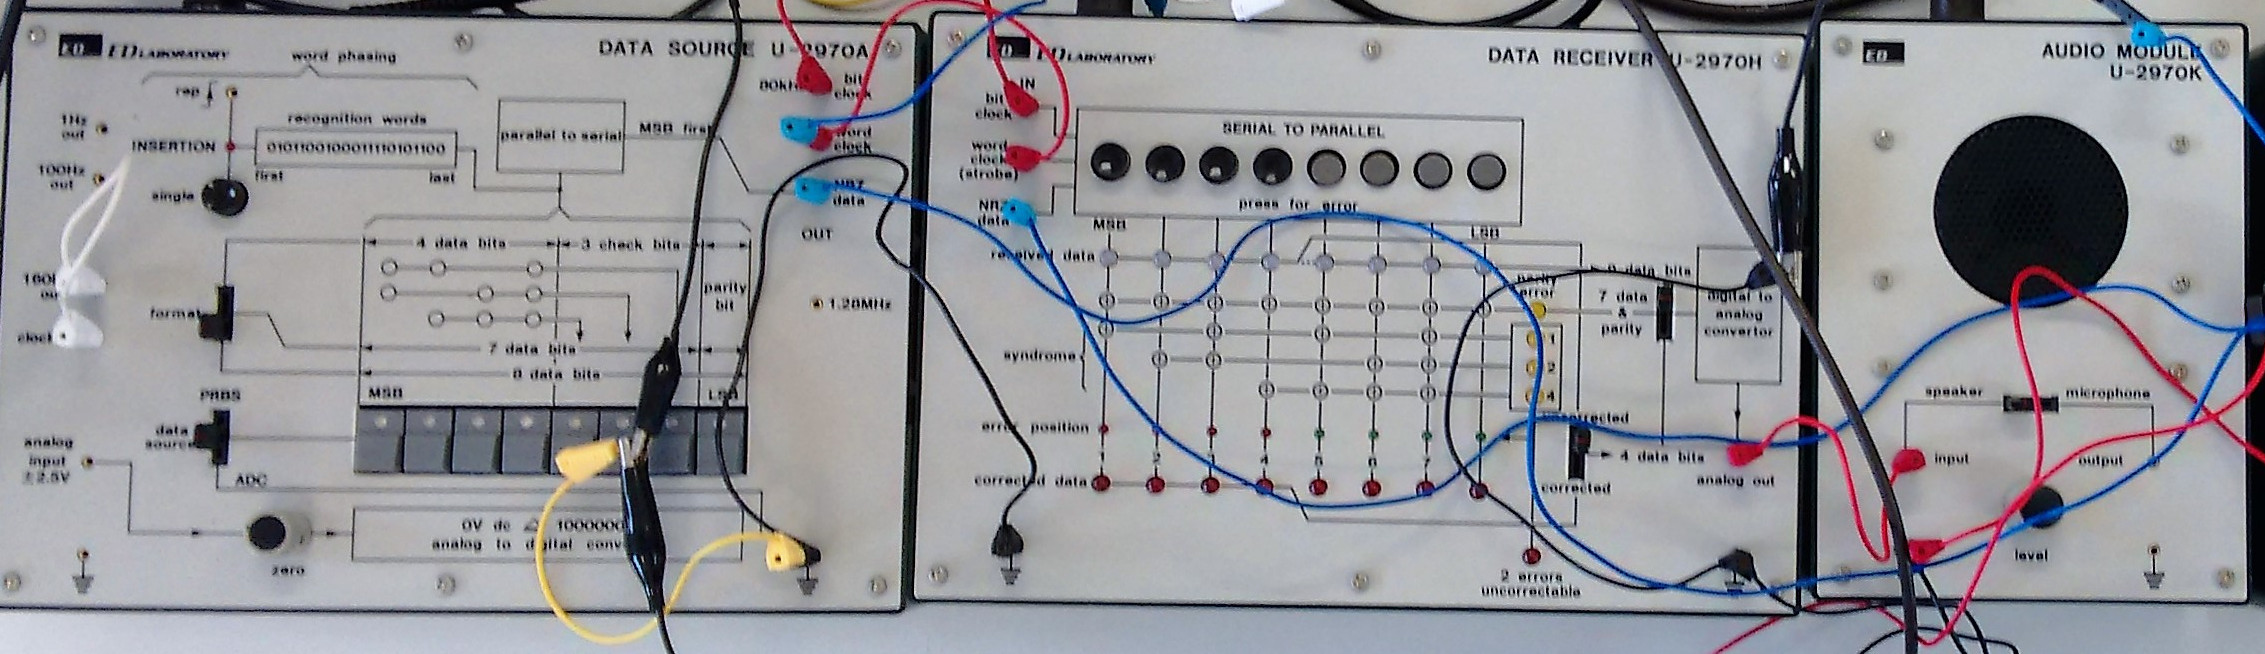 ED ED LABORATORY
DATA SOURCE U-2970A
word phasing
rep
1Hz
out
recognition words
INSERTION
0101100100011110101100
first
last
100Hz
out
single
parallel to serial
MSB first
bit
clock
word
clock
data
OUT
1.28MHz
4 data bits
3 check bits
parity
bit
format
clock
7 data bits
8 data bits
PRBS
MSB
data
source
analog
input
±2.5V
ADC
0V dc
analog to digital
zero
ED LABORATORY
DATA RECEIVER U-2970H
IN
bit
clock
word
clock
(strobe)
data
SERIAL TO PARALLEL
press for error
MSB
LSB
received data
8 data bits
parity
error
7 data
&
parity
digital to
analog
convertor
syndrome
1
2
4
error position
uncorrected
4 data bits
corrected data
corrected
analog out
2 errors
uncorrectable
ED
AUDIO MODULE
U-2970K
speaker
microphone
input
output
level